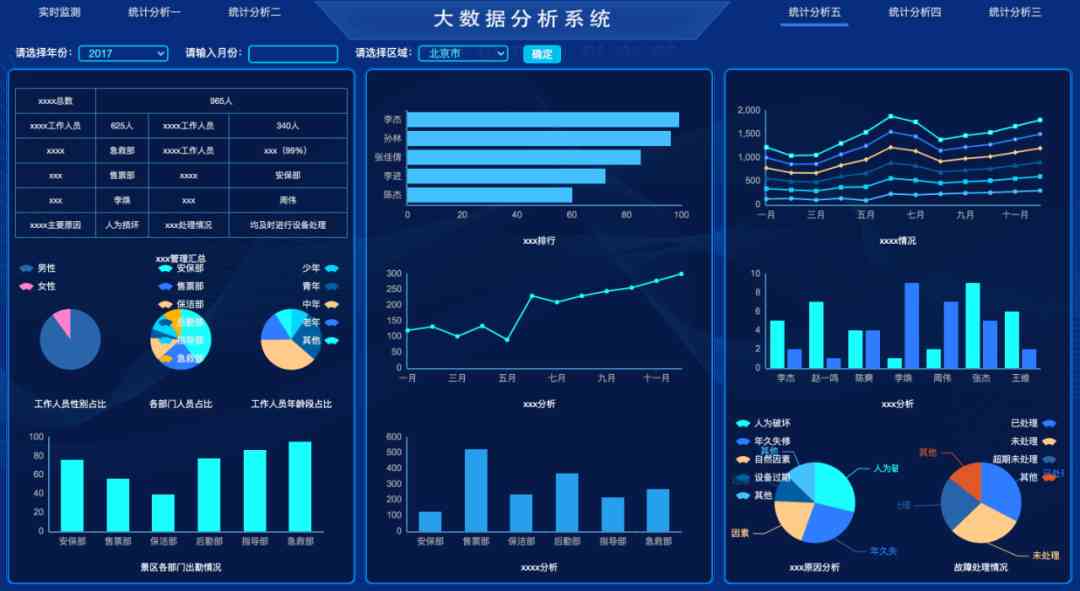 实时监测 统计分析一 统计分析二 大数据分析系统 统计分析五 统计分析四 统计分析三
请选择年份: 2017 请输入月份: 请选择区域: 北京市 确定
xxxx总数 965人
xxxx工作人员 625人 xxxx工作人员 340人
xxxx 急救部 xxxx工作人员 xxx（99%）
xxx 售票部 xxxx 安保部
xxx 李焕 xxx 周伟
xxxx主要原因 人为损坏 xxx处理情况 均及时进行设备处理
xxx管理汇总
男性
女性
安保部
售票部
保洁部
后勤部
指导部
急救部
少年
青年
中年
老年
其他
工作人员性别占比 各部门人员占比 工作人员年龄段占比
100
80
60
40
20
0
安保部 售票部 保洁部 后勤部 指导部 急救部
景区各部门出勤情况
李杰
孙林
张佳倩
李进
陈杰
0 20 40 60 80 100
xxx排行
300
250
200
150
100
50
0
一月 三月 五月 七月 九月 十一月
xxx分析
600
500
400
300
200
100
0
安保部 售票部 保洁部 后勤部 指导部 急救部
xxxx分析
2,000
1,500
1,000
500
0
一月 三月 五月 七月 九月 十一月
xxxx情况
10
8
6
4
2
0
李杰 赵一鸣 陈爽 李焕 周伟 张杰 王维
xxx分析
人为破坏
年久失修
自然因素
设备过期
其他
其他
人为破
因素
年久失
xxx原因分析
已处理
未处理
超期未处理
其他
其他
已处理
未处理
故障处理情况